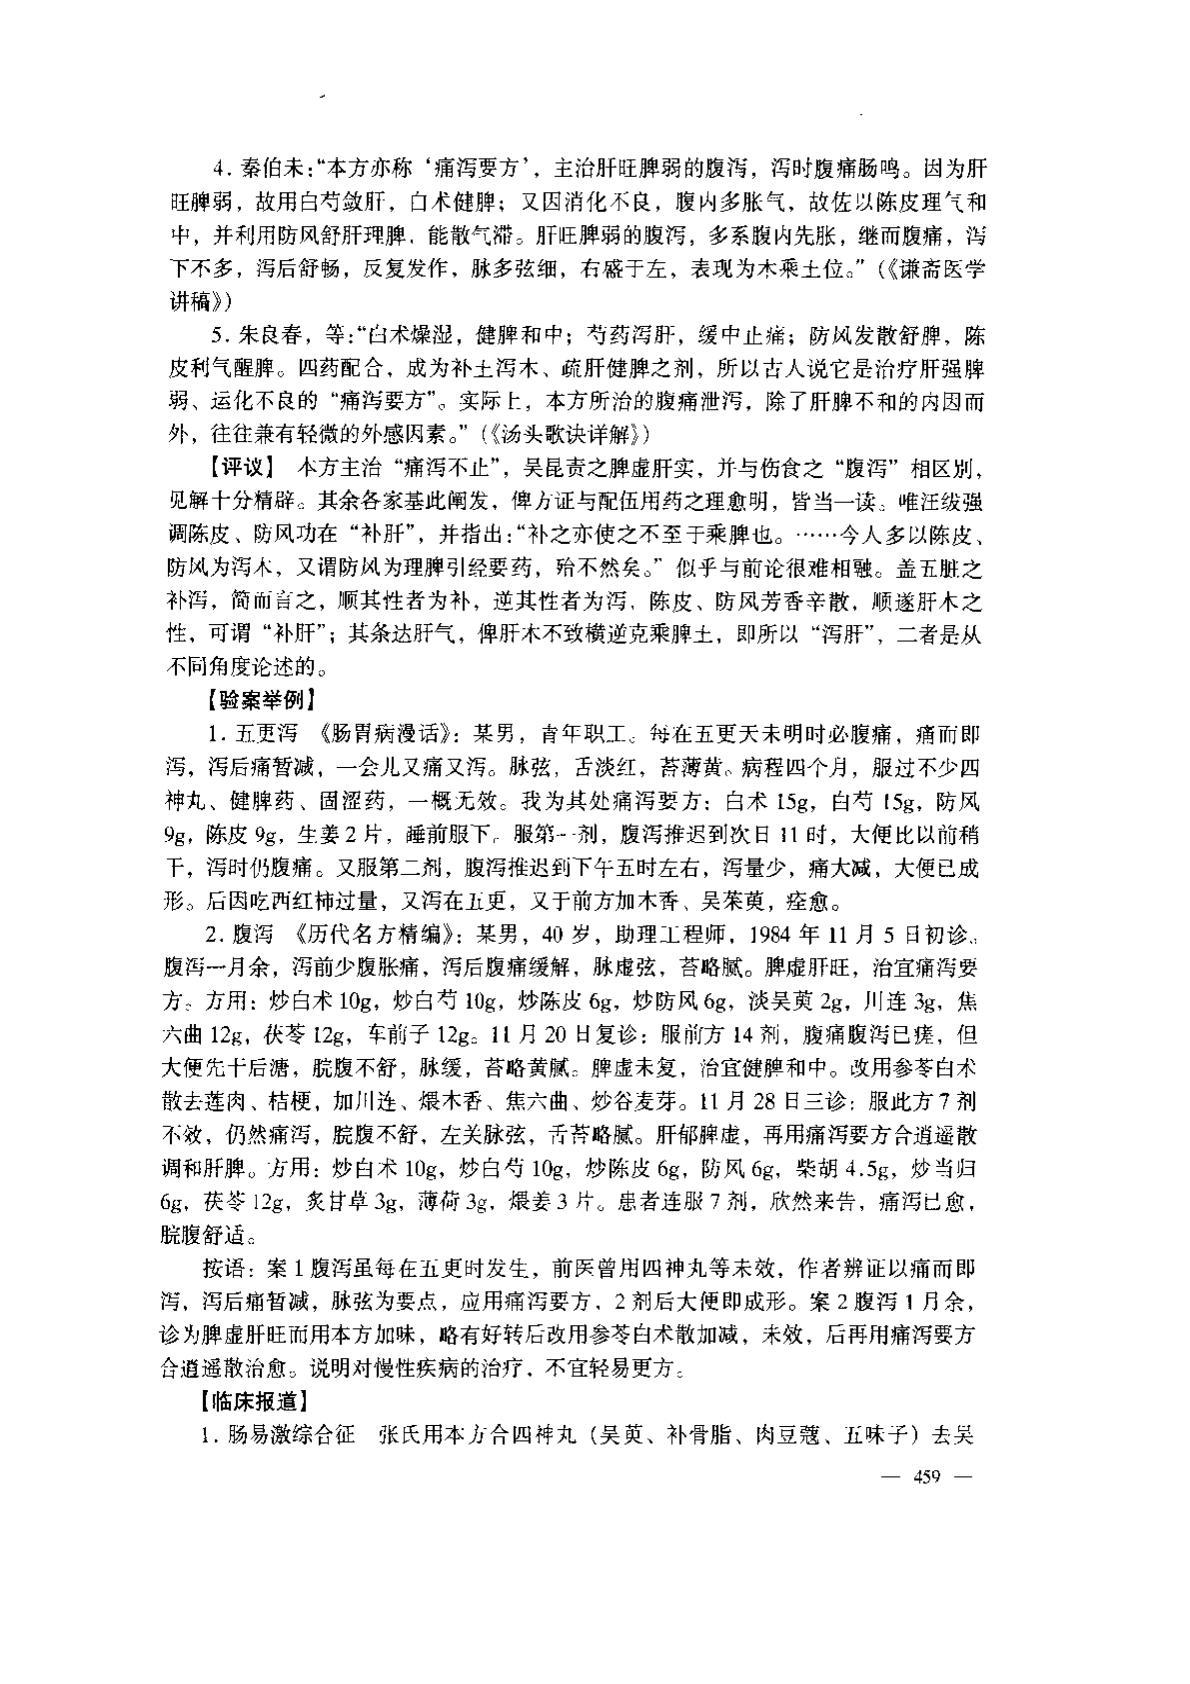 4. 秦伯未：“本方亦称‘痛泻要方’，主治肝旺脾弱的腹泻，泻时腹痛肠鸣。因为肝
旺脾弱，故用白芍敛肝，白术健脾；又因消化不良，腹内多胀气，故佐以陈皮理气和
中，并利用防风舒肝理脾，能散气滞。肝旺脾弱的腹泻，多系腹内先胀，继而腹痛，泻
下不多，泻后舒畅，反复发作，脉多弦细，右盛于左，表现为木乘土位。”（《谦斋医学
讲稿》）
5. 朱良春，等：“白术燥湿，健脾和中；芍药泻肝，缓中止痛；防风发散舒脾，陈
皮利气醒脾。四药配合，成为补土泻木、疏肝健脾之剂，所以古人说它是治疗肝强脾
弱、运化不良的“痛泻要方”。实际上，本方所治的腹痛泄泻，除了肝脾不和的内因而
外，往往兼有轻微的外感因素。”（《汤头歌诀详解》）
【评议】 本方主治“痛泻不止”，吴昆责之脾虚肝实，并与伤食之“腹泻”相区别，
见解十分精辟。其余各家基此阐发，俾方证与配伍用药之理愈明，皆当一读。唯汪绂强
调陈皮、防风功在“补肝”，并指出：“补之亦使之不至于乘脾也。……今人多以陈皮、
防风为泻木，又谓防风为理脾引经要药，殆不然矣。”似乎与前论很难相融。盖五脏之
补泻，简而言之，顺其性者为补，逆其性者为泻，陈皮、防风芳香辛散，顺遂肝木之
性，可谓“补肝”；其条达肝气，俾肝木不致横逆克乘脾土，即所以“泻肝”，二者是从
不同角度论述的。
【验案举例】
1. 五更泻 《肠胃病漫话》：某男，青年职工。每在五更天未明时必腹痛，痛而即
泻，泻后痛暂减，一会儿又痛又泻。脉弦，舌淡红，苔薄黄。病程四个月，服过不少四
神丸、健脾药、固涩药，一概无效。我为其处痛泻要方：白术 15g，白芍 15g，防风
9g，陈皮 9g，生姜 2 片，睡前服下。服第一剂，腹泻推迟到次日 11 时，大便比以前稍
干，泻时仍腹痛。又服第二剂，腹泻推迟到下午五时左右，泻量少，痛大减，大便已成
形。后因吃西红柿过量，又泻在五更，又于前方加木香、吴茱萸，痊愈。
2. 腹泻 《历代名方精编》：某男，40 岁，助理工程师，1984 年 11 月 5 日初诊。
腹泻一月余，泻前少腹胀痛，泻后腹痛缓解，脉虚弦，苔略腻。脾虚肝旺，治宜痛泻要
方。方用：炒白术 10g，炒白芍 10g，炒陈皮 6g，炒防风 6g，淡吴萸 2g，川连 3g，焦
六曲 12g，茯苓 12g，车前子 12g。11 月 20 日复诊：服前方 14 剂，腹痛腹泻已瘥，但
大便先干后溏，脘腹不舒，脉缓，苔略黄腻。脾虚未复，治宜健脾和中。改用参苓白术
散去莲肉、桔梗，加川连、煨木香、焦六曲、炒谷麦芽。11 月 28 日三诊：服此方 7 剂
不效，仍然痛泻，脘腹不舒，左关脉弦，舌苔略腻。肝郁脾虚，再用痛泻要方合逍遥散
调和肝脾。方用：炒白术 10g，炒白芍 10g，炒陈皮 6g，防风 6g，柴胡 4.5g，炒当归
6g，茯苓 12g，炙甘草 3g，薄荷 3g，煨姜 3 片。患者连服 7 剂，欣然来告，痛泻已愈，
脘腹舒适。
按语：案 1 腹泻虽每在五更时发生，前医曾用四神丸等未效，作者辨证以痛而即
泻，泻后痛暂减，脉弦为要点，应用痛泻要方，2 剂后大便即成形。案 2 腹泻 1 月余，
诊为脾虚肝旺而用本方加味，略有好转后改用参苓白术散加减，未效，后再用痛泻要方
合逍遥散治愈。说明对慢性疾病的治疗，不宜轻易更方。
【临床报道】
1. 肠易激综合征 张氏用本方合四神丸（吴萸、补骨脂、肉豆蔻、五味子）去吴
— 459 —